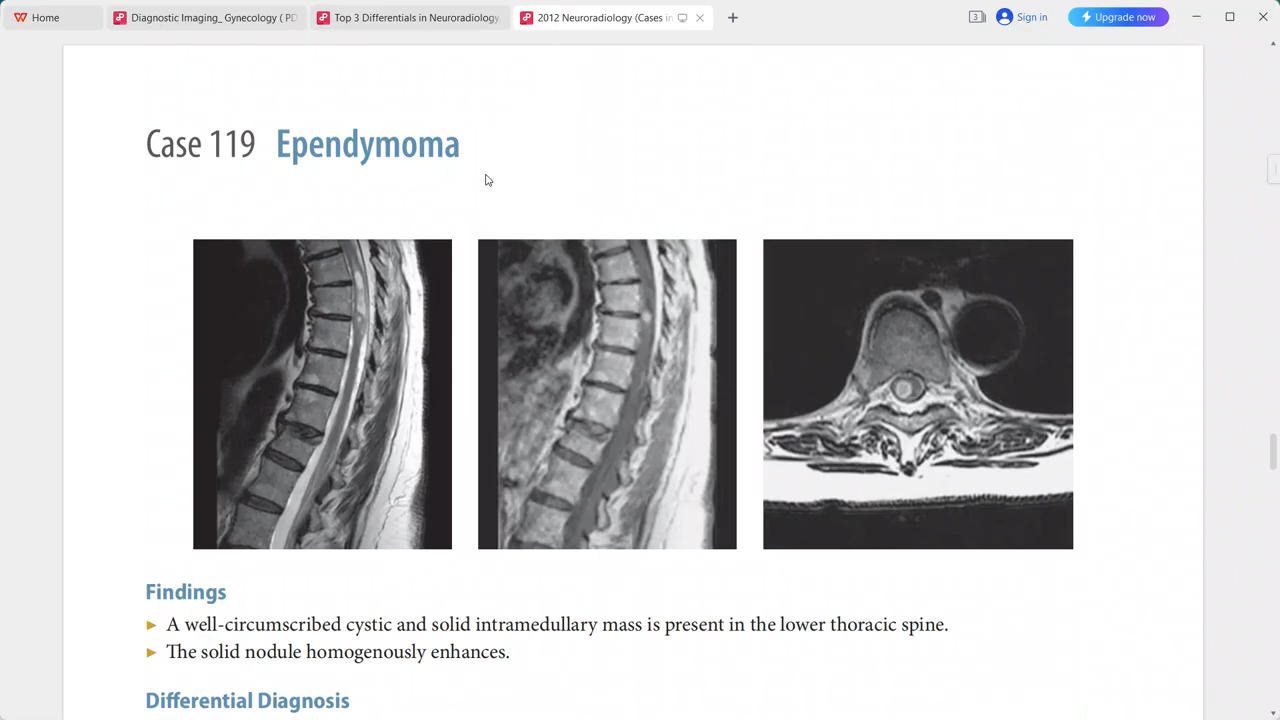 Home
Diagnostic Imaging_ Gynecology ( PD
Top 3 Differentials in Neuroradiology
2012 Neuroradiology (Cases in
3
Sign in
Upgrade now
Case 119 Ependymoma
Findings
► A well-circumscribed cystic and solid intramedullary mass is present in the lower thoracic spine.
► The solid nodule homogenously enhances.
Differential Diagnosis